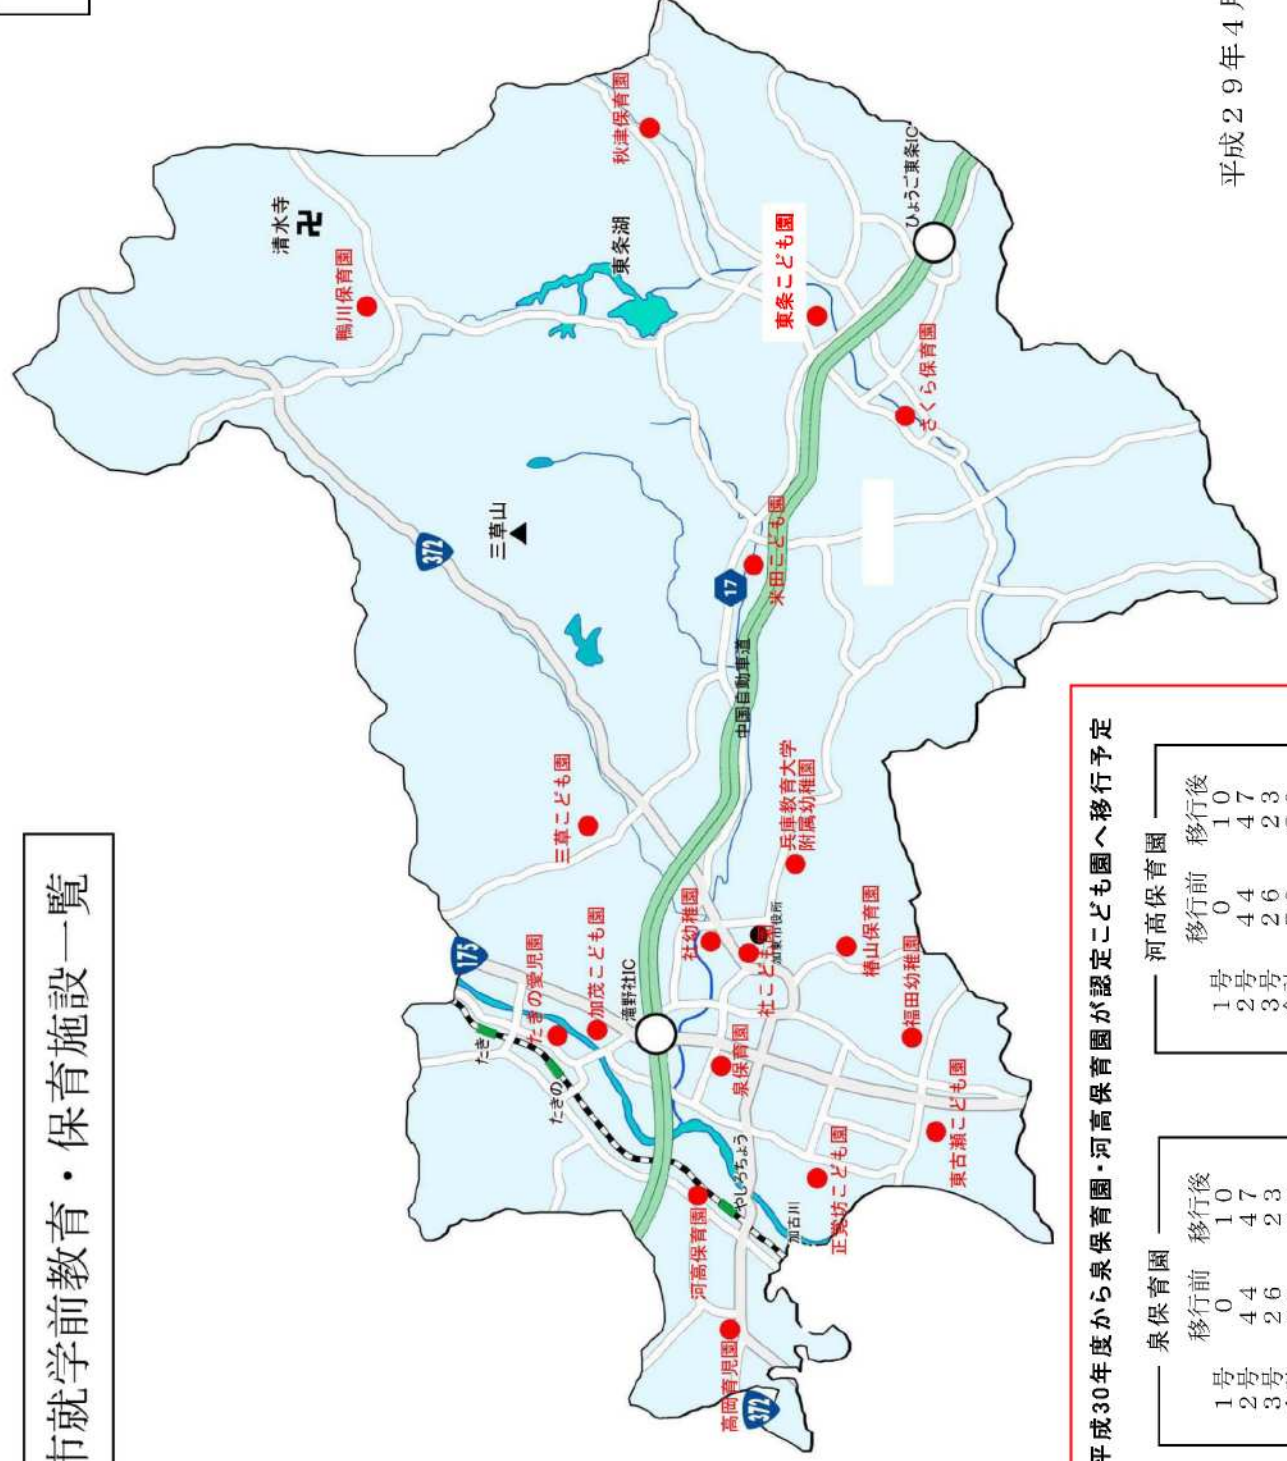 市就学前教育・保育施設一覧
平成29年4月
秋津保育園
清水寺
鴨川保育園
東条湖
ひょうご東条IC
東条こども園
さくら保育園
372
三草山
米田こども園
17
中国自動車道
三草こども園
兵庫教育大学
附属幼稚園
175
たきの愛児園
加茂こども園
滝野社IC
社幼稚園
加東市役所
社こども園
椿山保育園
福田幼稚園
たき
たきの
泉保育園
東古瀬こども園
やしろちょう
正覚坊こども園
加古川
河高保育園
高岡育児園
372
平成30年度から泉保育園・河高保育園が認定こども園へ移行予定
泉保育園
移行前 移行後
1号 0 10
2号 44 47
3号 26 23
河高保育園
移行前 移行後
1号 0 10
2号 44 47
3号 26 23